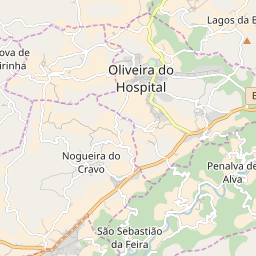 Lagos da B
ova de
irinha
Oliveira do
Hospital
E
Nogueira do
Cravo
Penalva de
Alva
São Sebastião
da Feira